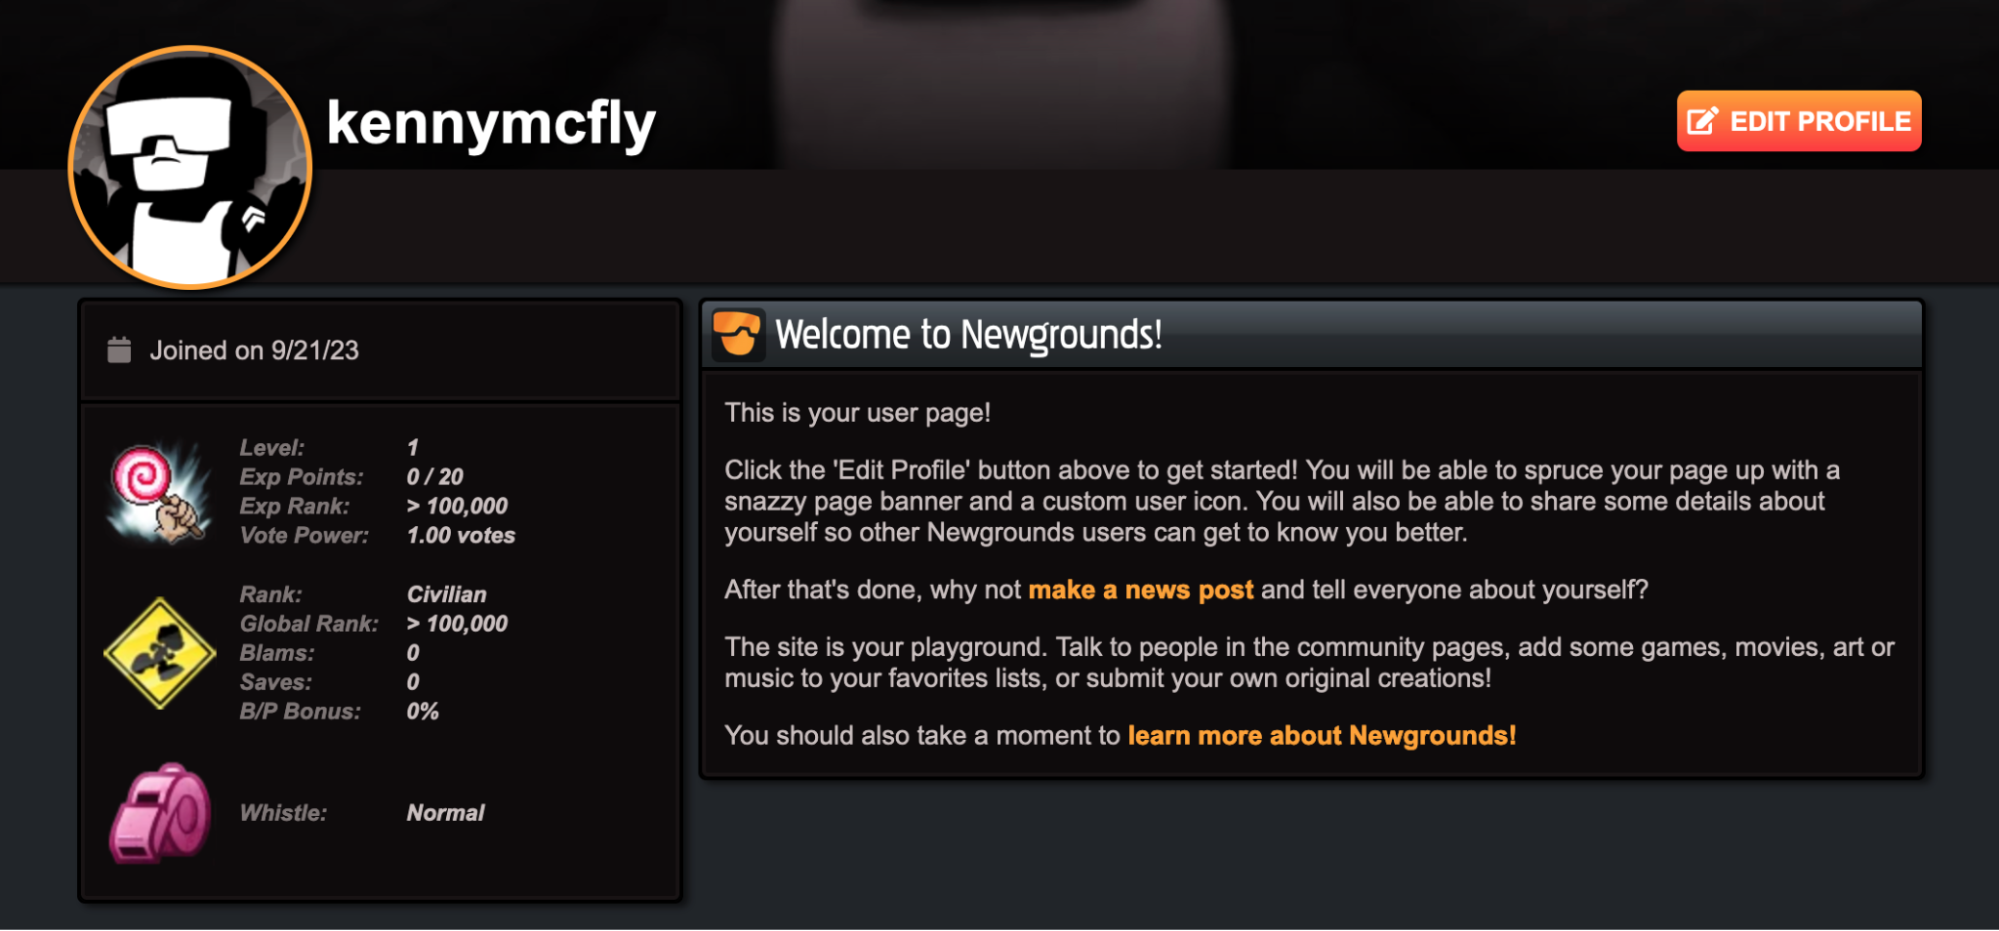 kennymcfly
EDIT PROFILE
Joined on 9/21/23
Level: 1
Exp Points: 0 / 20
Exp Rank: > 100,000
Vote Power: 1.00 votes
Rank: Civilian
Global Rank: > 100,000
Blams: 0
Saves: 0
B/P Bonus: 0%
Whistle: Normal
Welcome to Newgrounds!
This is your user page!
Click the 'Edit Profile' button above to get started! You will be able to spruce your page up with a
snazzy page banner and a custom user icon. You will also be able to share some details about
yourself so other Newgrounds users can get to know you better.
After that's done, why not make a news post and tell everyone about yourself?
The site is your playground. Talk to people in the community pages, add some games, movies, art or
music to your favorites lists, or submit your own original creations!
You should also take a moment to learn more about Newgrounds!